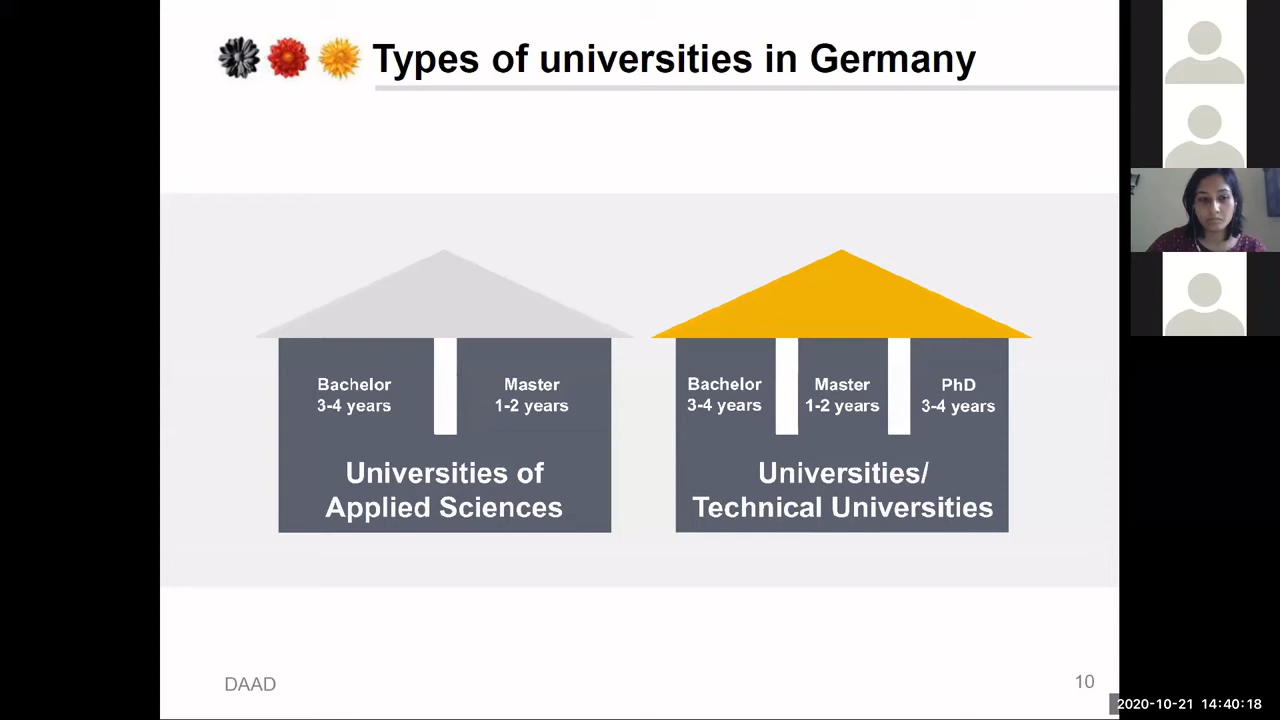 Types of universities in Germany
Bachelor
3-4 years
Master
1-2 years
Universities of
Applied Sciences
Bachelor
3-4 years
Master
1-2 years
PhD
3-4 years
Universities/
Technical Universities
DAAD
10
2020-10-21 14:40:18